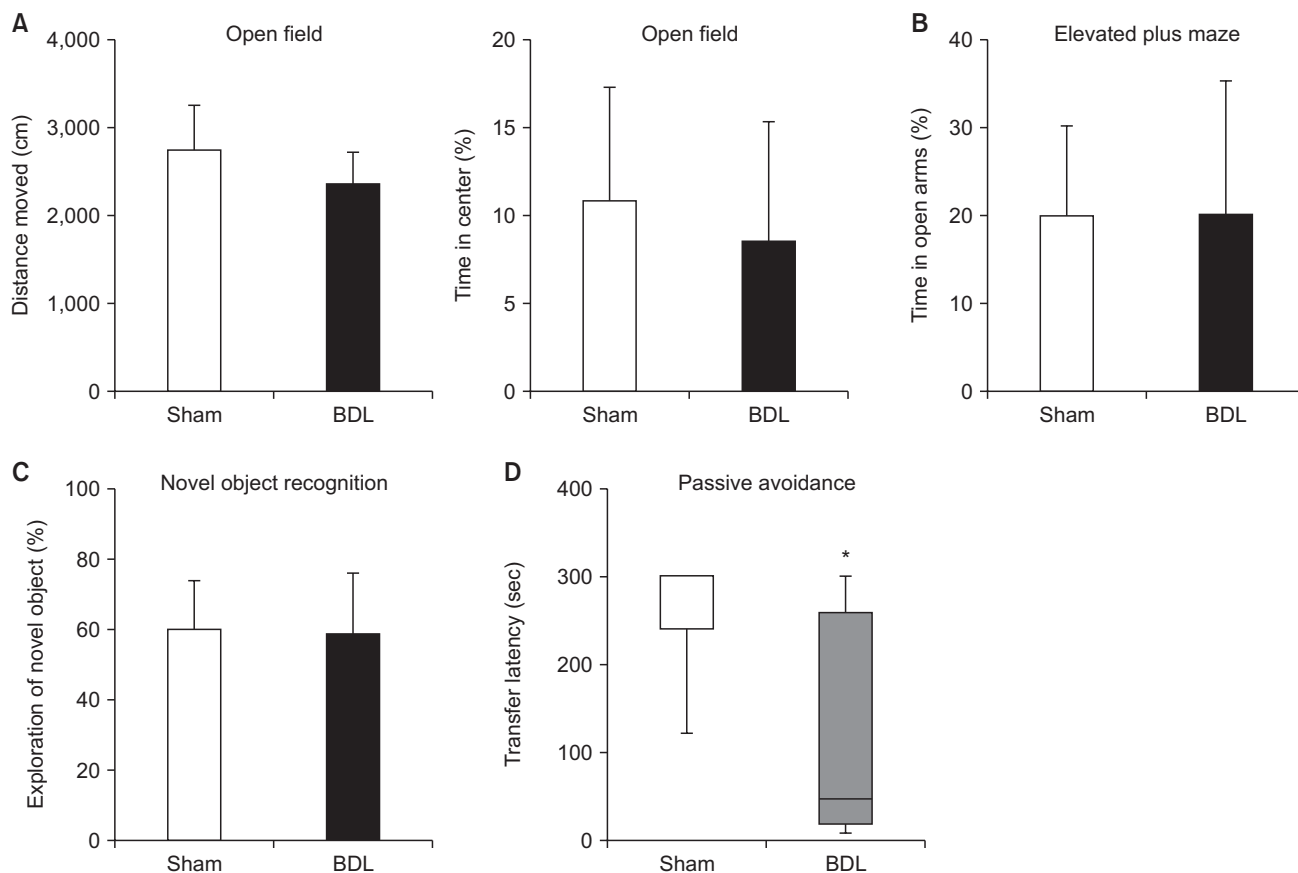 A
Open field
4,000
3,000
2,000
1,000
0
Distance moved (cm)
Sham
BDL
Open field
20
15
10
5
0
Time in center (%)
Sham
BDL
B
Elevated plus maze
40
30
20
10
0
Time in open arms (%)
Sham
BDL
C
Novel object recognition
100
80
60
40
20
0
Exploration of novel object (%)
Sham
BDL
D
Passive avoidance
400
300
200
100
0
Transfer latency (sec)
*
Sham
BDL